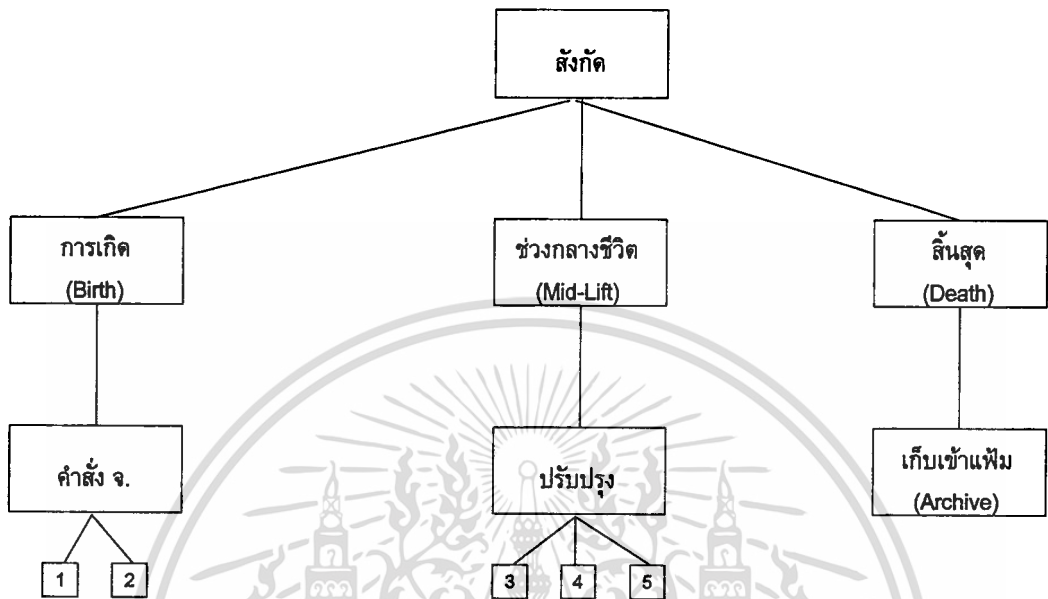 สังกัด
การเกิด
(Birth)
ช่วงกลางชีวิต
(Mid-Lift)
สิ้นสุด
(Death)
คำสั่ง จ.
ปรับปรุง
เก็บเข้าแฟ้ม
(Archive)
1 2 3 4 5